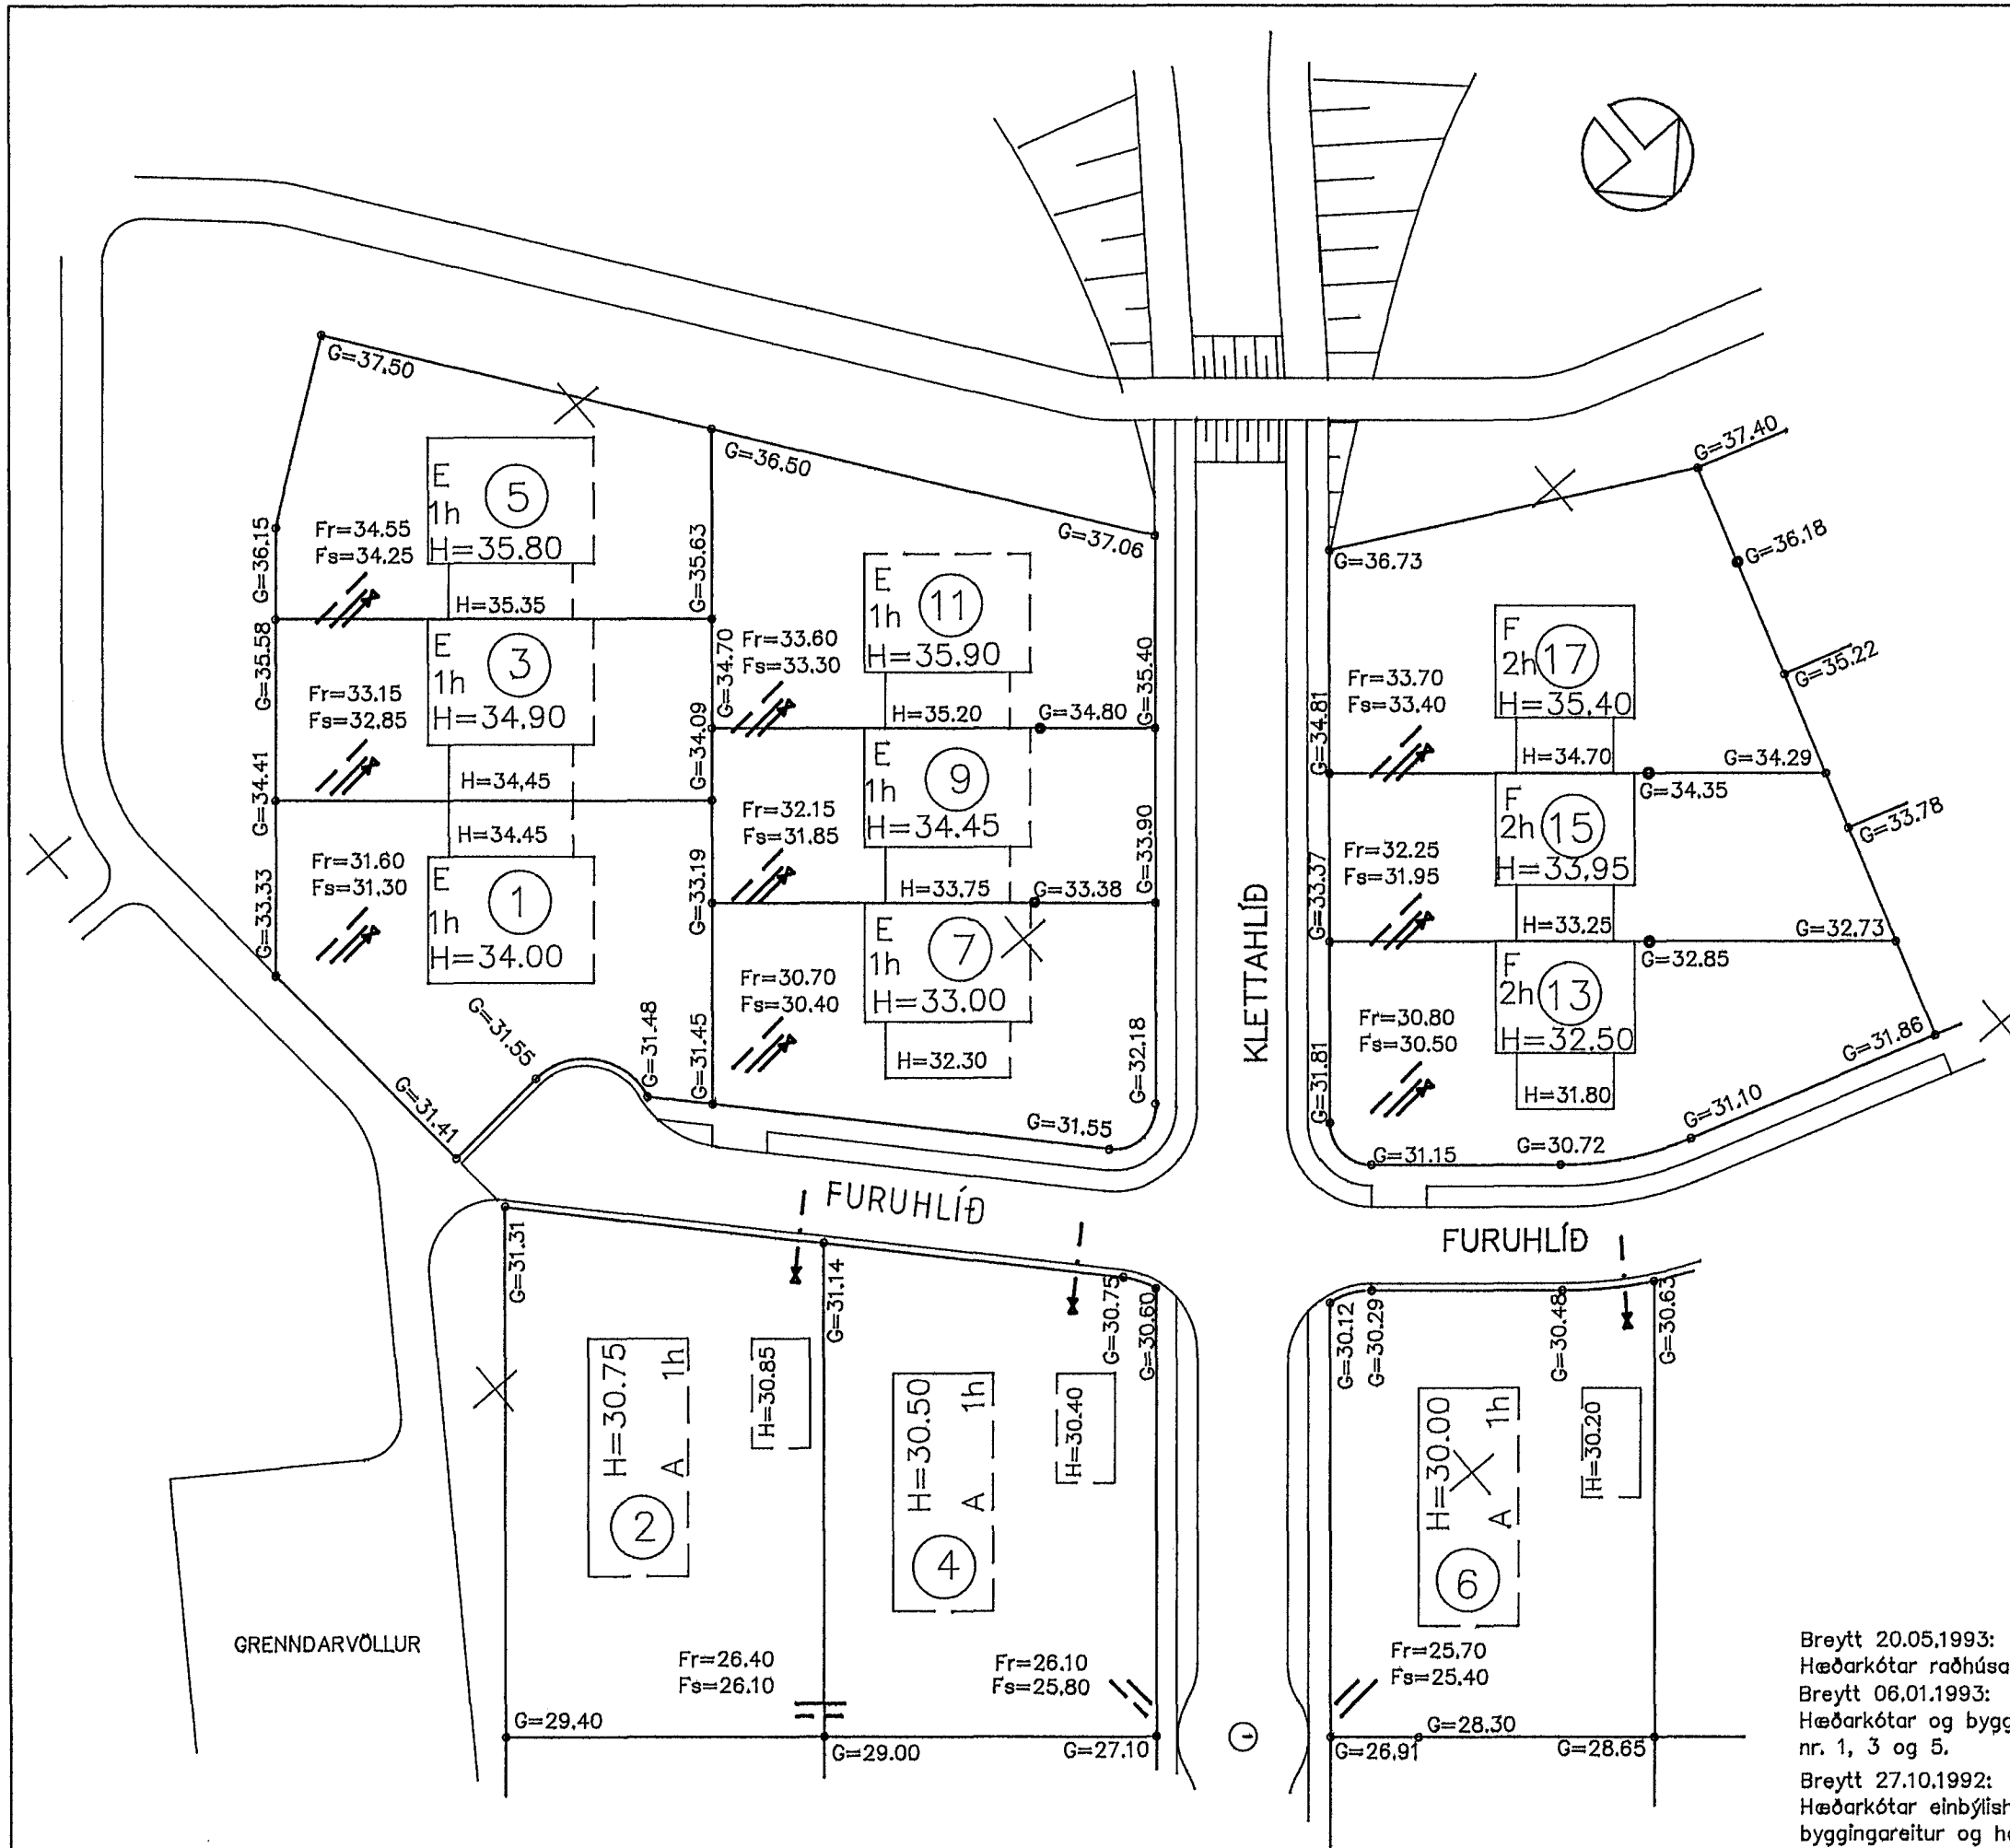 G=37.50
G=36.50
G=37.06
G=36.15
G=35.58
G=34.41
G=33.33
Fr=34.55
Fs=34.25
E
1h
5
H=35.80
H=35.35
Fr=33.15
Fs=32.85
E
1h
3
H=34.90
H=34.45
H=34.45
Fr=31.60
Fs=31.30
E
1h
1
H=34.00
G=35.63
G=34.70
G=34.09
G=33.19
G=31.45
G=31.48
G=31.55
G=31.41
Fr=33.60
Fs=33.30
E
1h
11
H=35.90
H=35.20
G=34.80
G=35.40
Fr=32.15
Fs=31.85
E
1h
9
H=34.45
H=33.75
G=33.38
G=33.90
Fr=30.70
Fs=30.40
E
1h
7
H=33.00
H=32.30
G=32.18
G=31.55
KLETTAHLÍÐ
G=37.40
G=36.18
G=35.22
G=36.73
G=34.81
G=33.37
G=31.81
Fr=33.70
Fs=33.40
F
2h
17
H=35.40
H=34.70
G=34.29
G=34.35
G=33.78
Fr=32.25
Fs=31.95
F
2h
15
H=33.95
H=33.25
G=32.73
G=32.85
Fr=30.80
Fs=30.50
F
2h
13
H=32.50
H=31.80
G=31.86
G=31.10
G=30.72
G=31.15
FURUHLÍÐ
FURUHLÍÐ
G=31.31
G=31.14
G=30.75
G=30.60
G=30.12
G=30.29
G=30.48
G=30.63
H=30.75
1h
A
2
H=30.85
H=30.50
1h
A
4
H=30.40
H=30.00
1h
A
6
H=30.20
GRENNDARVÖLLUR
Fr=26.40
Fs=26.10
Fr=26.10
Fs=25.80
Fr=25.70
Fs=25.40
G=29.40
G=29.00
G=27.10
G=26.91
G=28.30
G=28.65
1
Breytt 20.05.1993:
Hæðarkótar raðhúsa
Breytt 06.01.1993:
Hæðarkótar og bygg
nr. 1, 3 og 5.
Breytt 27.10.1992:
Hæðarkótar einbýlish
byggingareitur og hæ